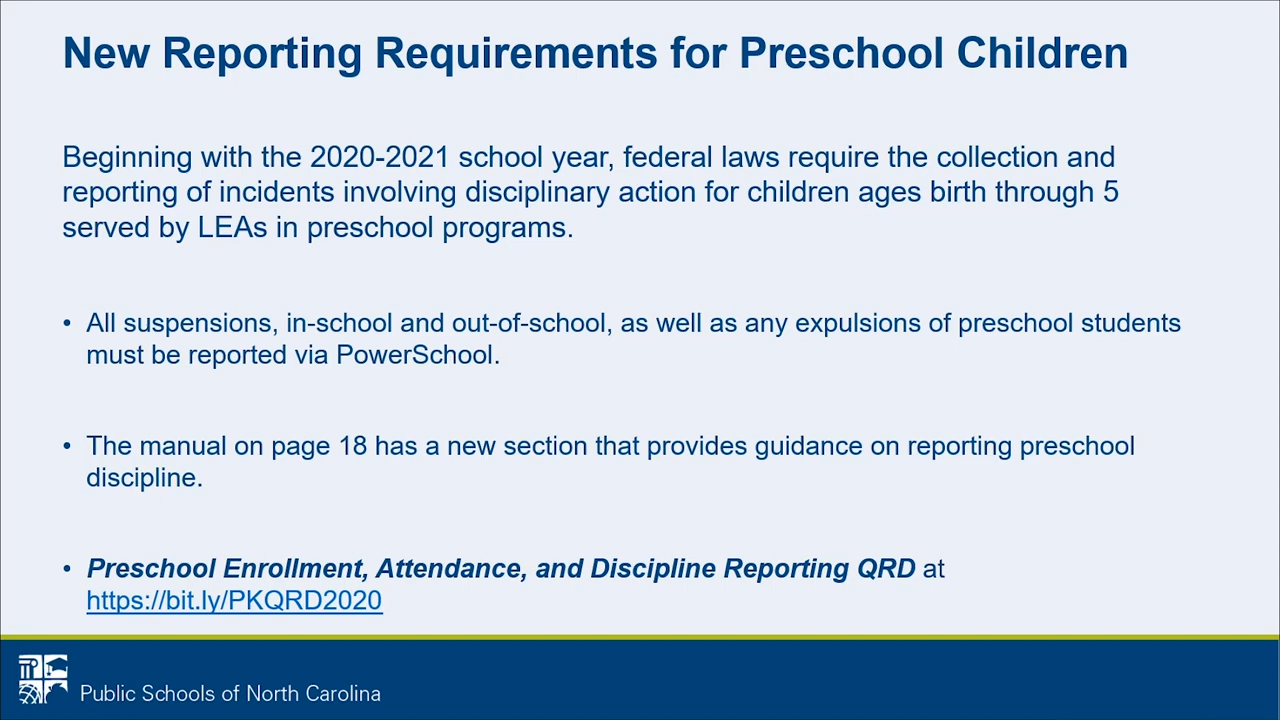 New Reporting Requirements for Preschool Children
Beginning with the 2020-2021 school year, federal laws require the collection and
reporting of incidents involving disciplinary action for children ages birth through 5
served by LEAs in preschool programs.
• All suspensions, in-school and out-of-school, as well as any expulsions of preschool students
must be reported via PowerSchool.
• The manual on page 18 has a new section that provides guidance on reporting preschool
discipline.
• Preschool Enrollment, Attendance, and Discipline Reporting QRD at
https://bit.ly/PKQRD2020
Public Schools of North Carolina